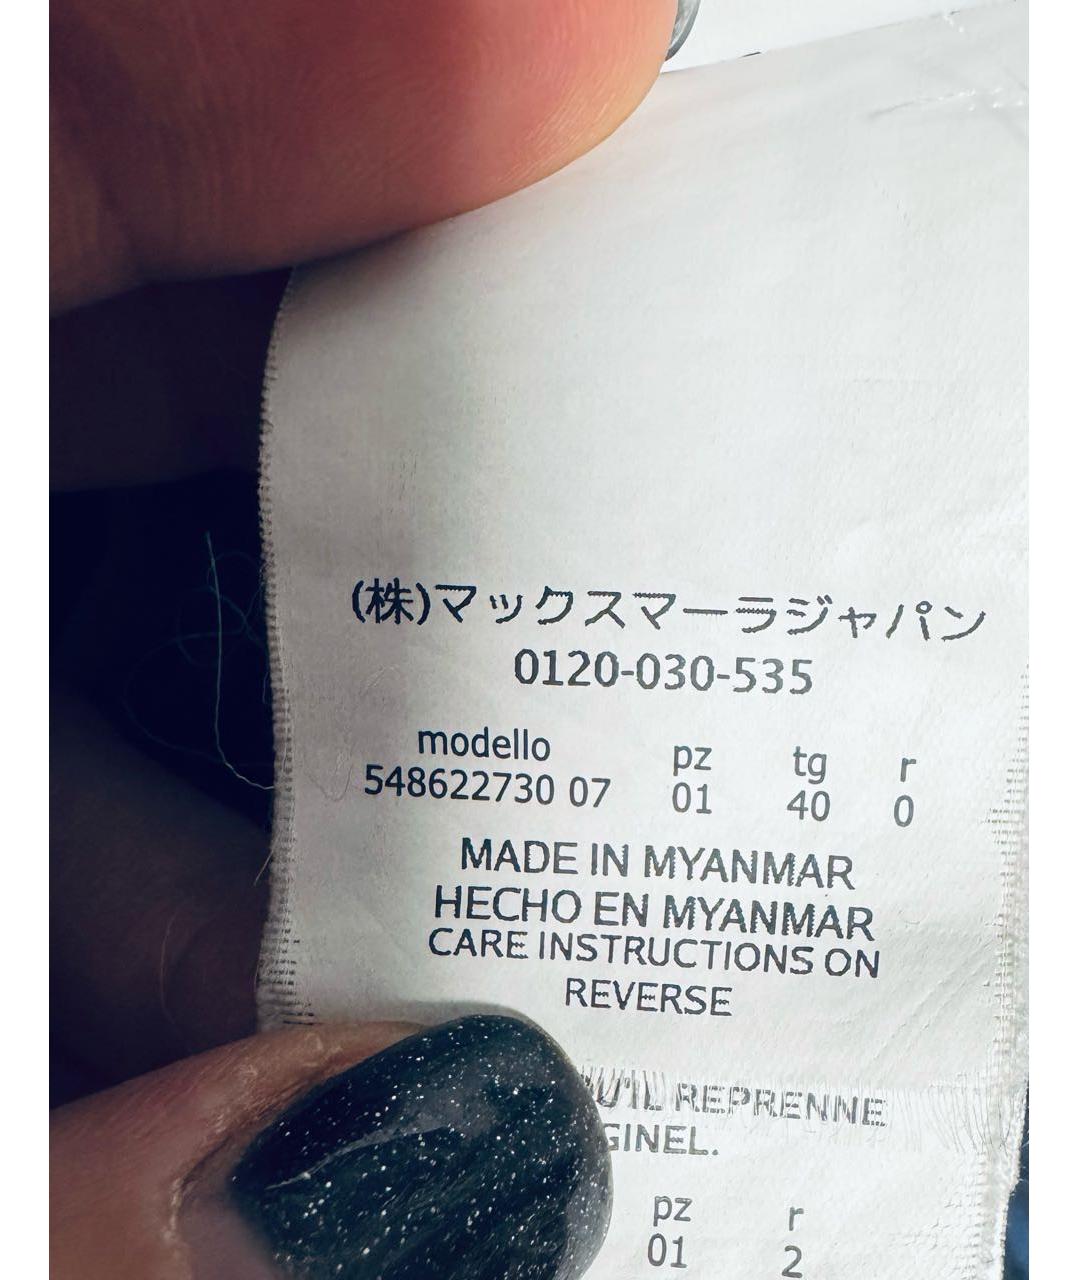 (株)マックスマーラジャパン
0120-030-535
modello pz tg r
548622730 07 01 40 0
MADE IN MYANMAR
HECHO EN MYANMAR
CARE INSTRUCTIONS ON
REVERSE
U'IL REPRENNE
GINEL.
pz r
01 2